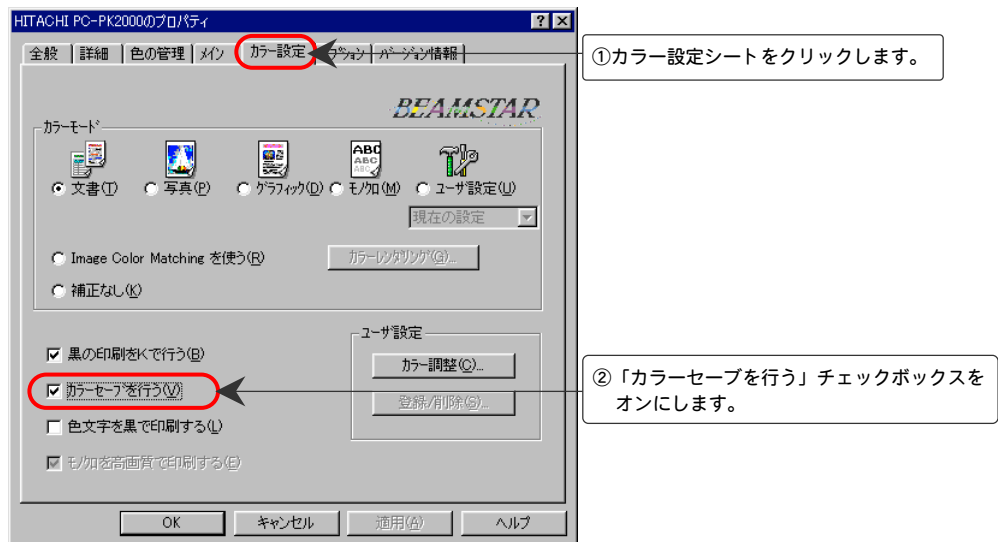 HITACHI PC-PK2000のプロパティ
全般 詳細 色の管理 メイン カラー設定 オプション バージョン情報
①カラー設定シートをクリックします。
BEAMSTAR
カラーモード
ABC
ABC
ABC
文書(T) 写真(P) グラフィック(D) モノクロ(M) ユーザ設定(U)
現在の設定
Image Color Matching を使う(R) カラーレンダリング(G)...
補正なし(K)
ユーザ設定
黒の印刷をKで行う(B)
カラー調整(C)...
カラーセーブを行う(V)
登録/削除(S)...
②「カラーセーブを行う」チェックボックスを
オンにします。
色文字を黒で印刷する(L)
モノクロを高画質で印刷する(E)
OK キャンセル 適用(A) ヘルプ